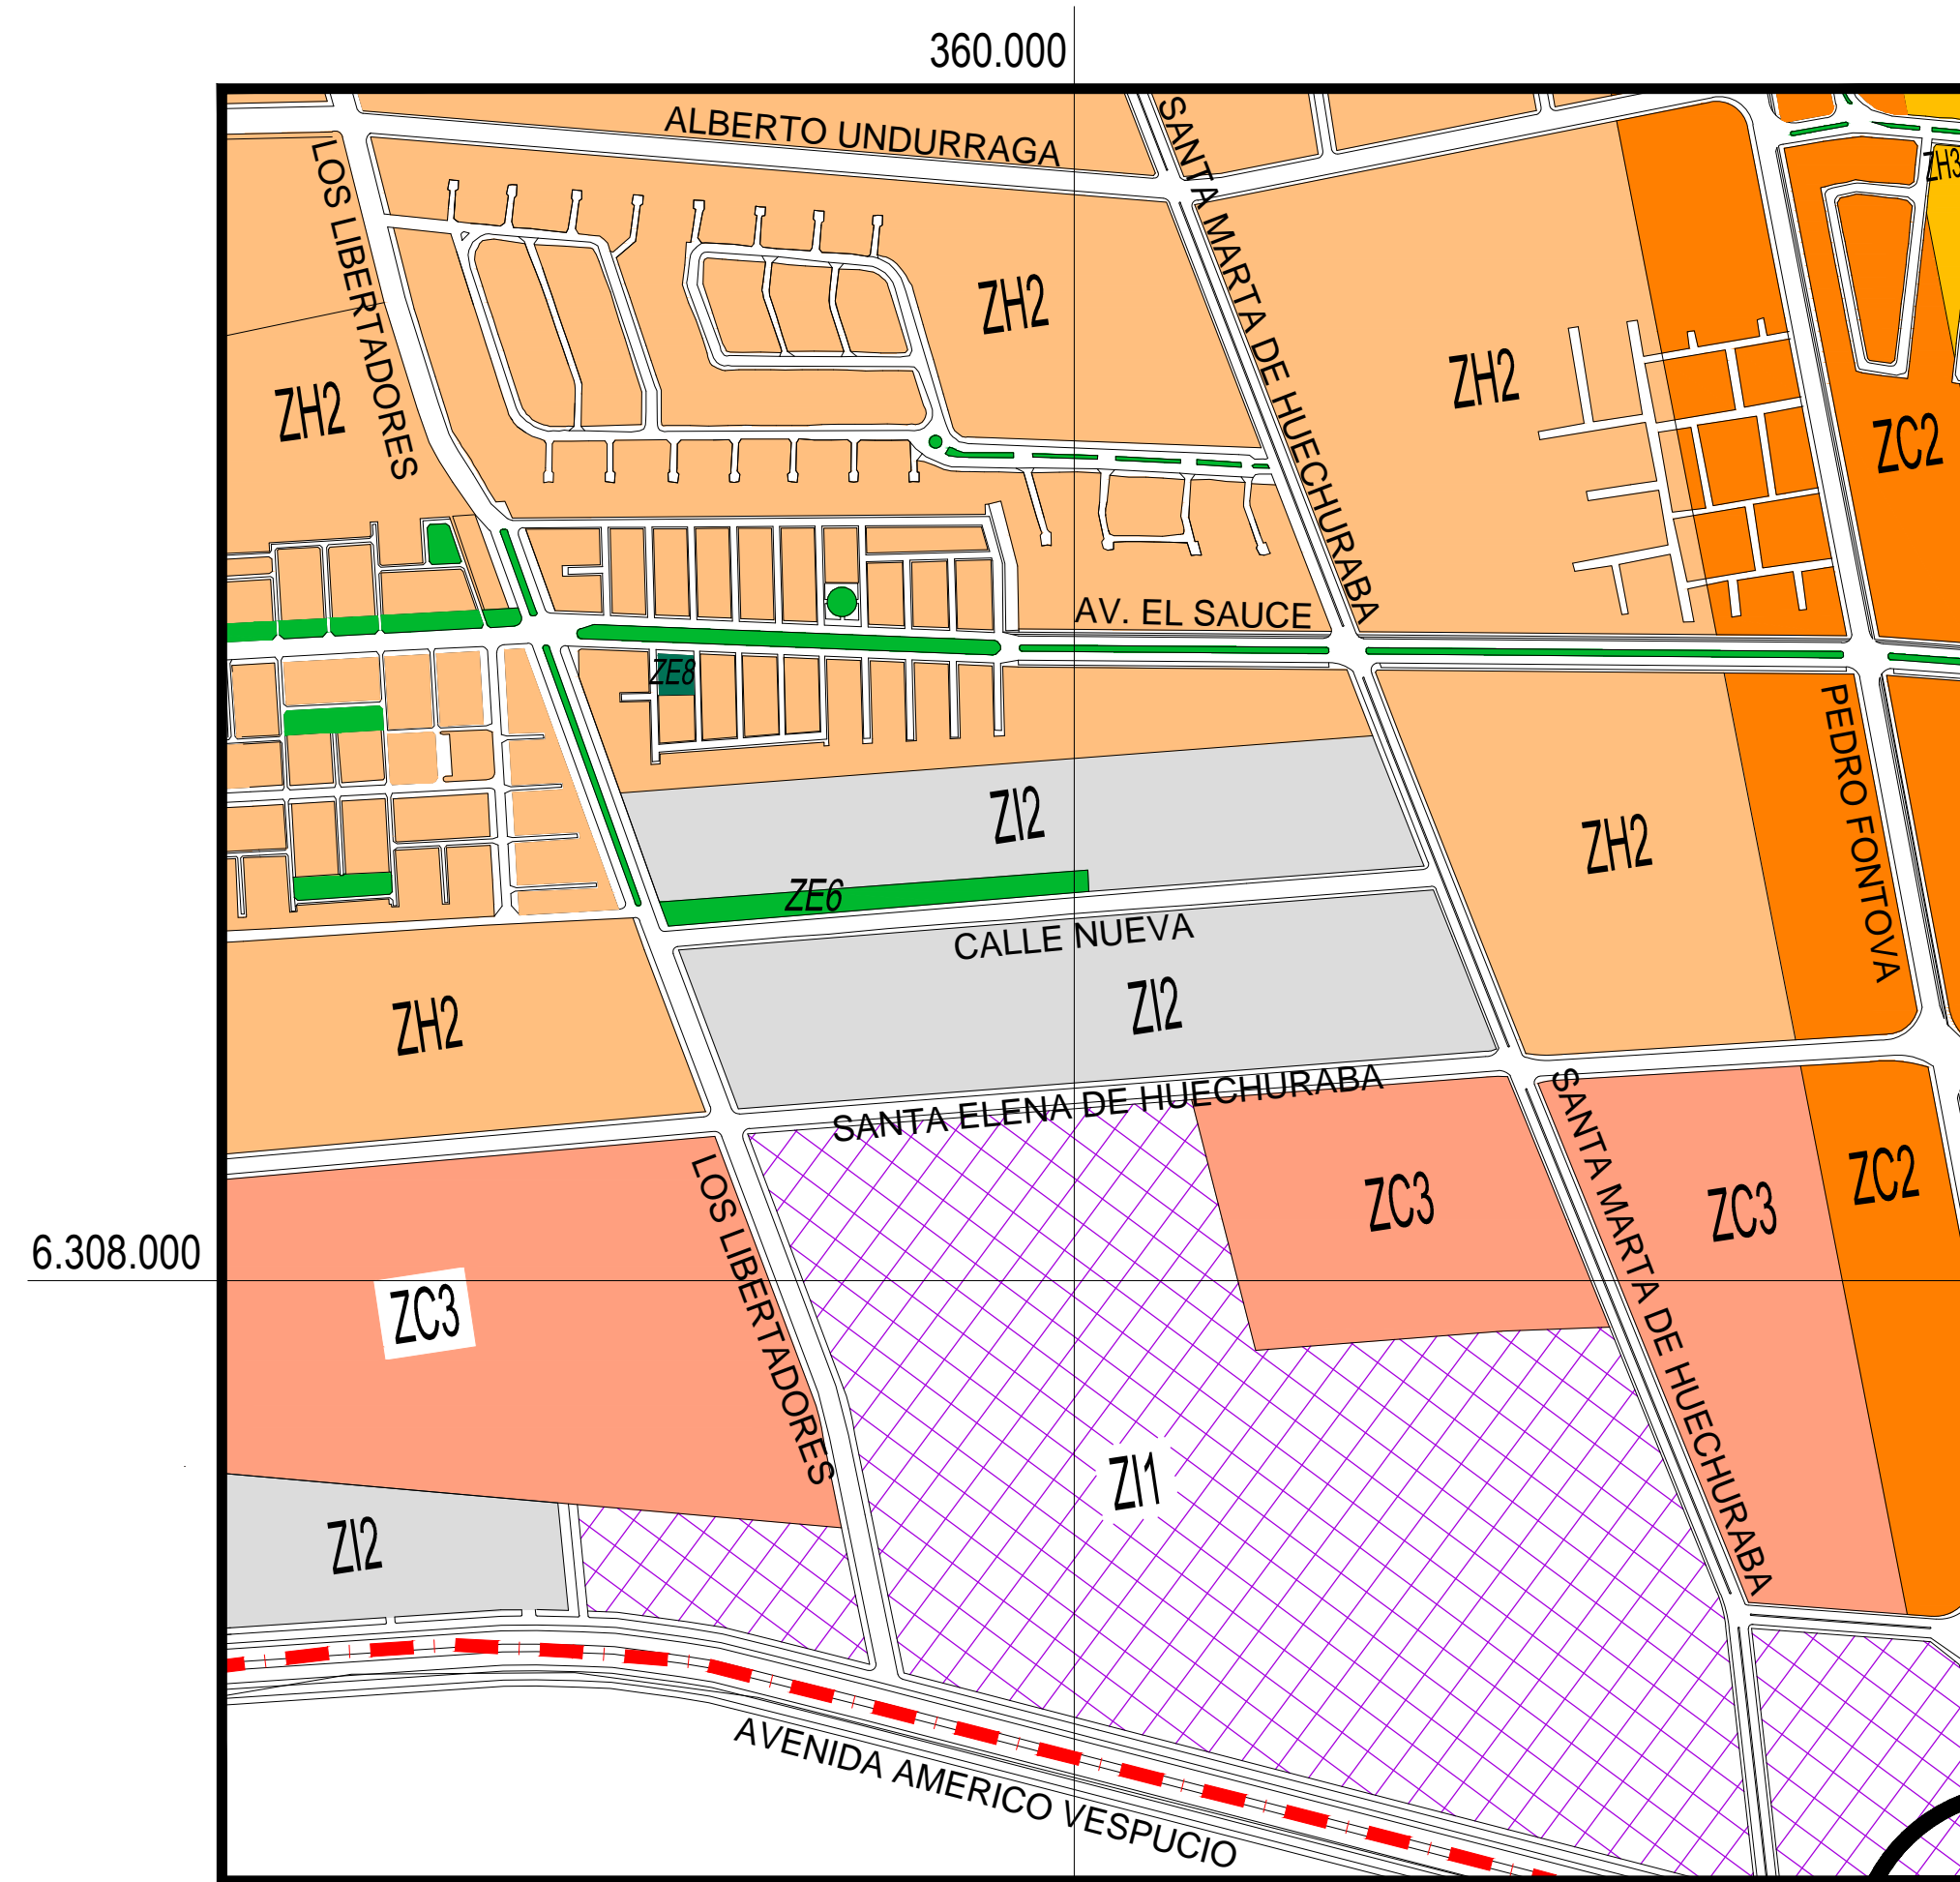 360.000
ALBERTO UNDURRAGA
SANTA MARTA DE HUECHURABA
LOS LIBERTADORES
ZH3
ZH2
ZH2
ZH2
ZC2
AV. EL SAUCE
ZE8
PEDRO FONTOVA
ZI2
ZH2
ZE6
CALLE NUEVA
ZH2
ZI2
SANTA ELENA DE HUECHURABA
SANTA MARTA DE HUECHURABA
LOS LIBERTADORES
ZC3
ZC3
ZC2
6.308.000
ZC3
ZI1
ZI2
AVENIDA AMERICO VESPUCIO